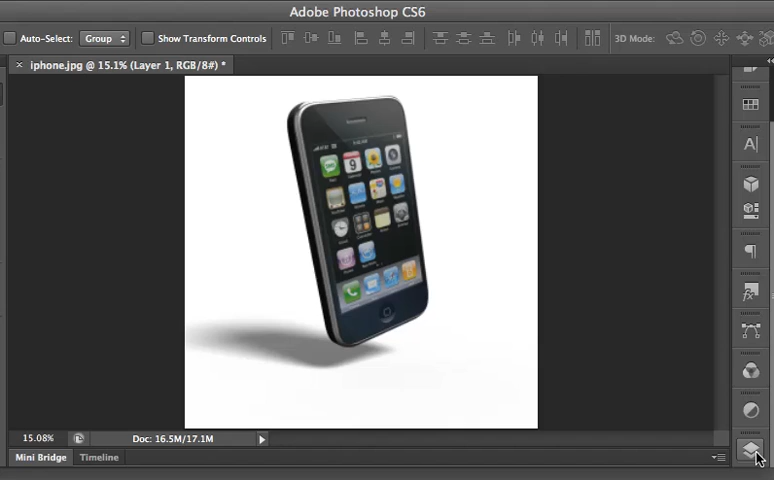 Adobe Photoshop CS6
Auto-Select: Group Show Transform Controls 3D Mode:
× iphone.jpg @ 15.1% (Layer 1, RGB/8#) *
9
A
fx
15.08% Doc: 16.5M/17.1M
Mini Bridge Timeline